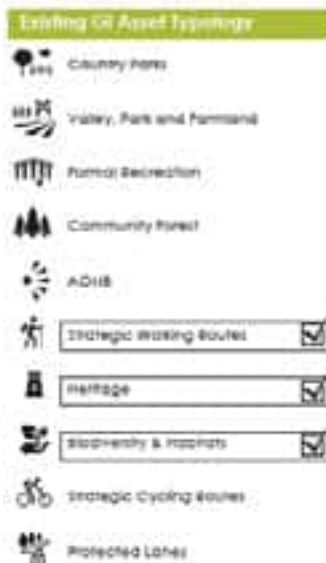 Existing GI Asset Typology
Country Parks
Valley, Park and Farmland
Formal Recreation
Community Forest
AONB
Strategic Walking Routes
Heritage
Biodiversity & Habitats
Strategic Cycling Routes
Protected Lanes